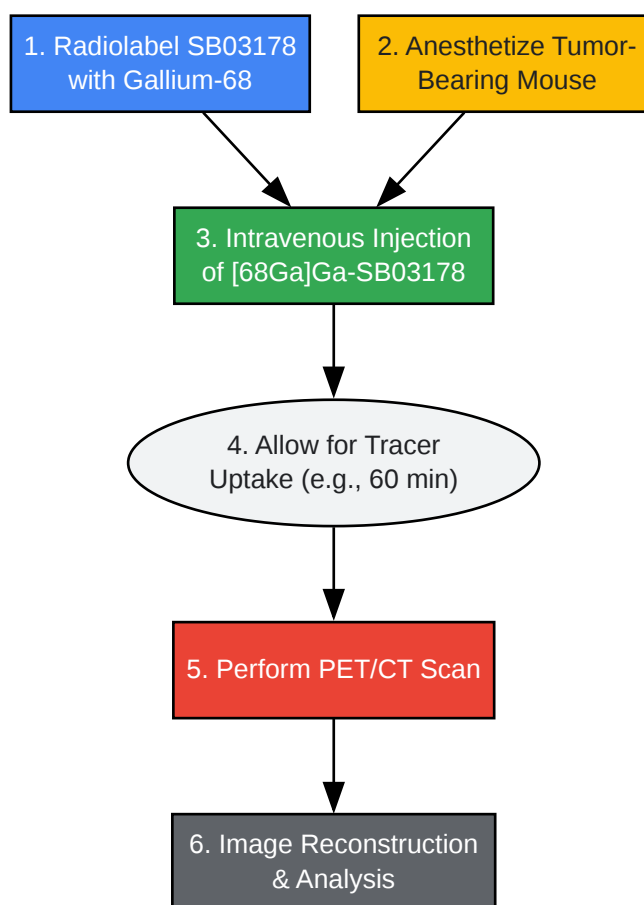 1. Radiolabel SB03178
with Gallium-68
2. Anesthetize Tumor-
Bearing Mouse
3. Intravenous Injection
of [68Ga]Ga-SB03178
4. Allow for Tracer
Uptake (e.g., 60 min)
5. Perform PET/CT Scan
6. Image Reconstruction
& Analysis